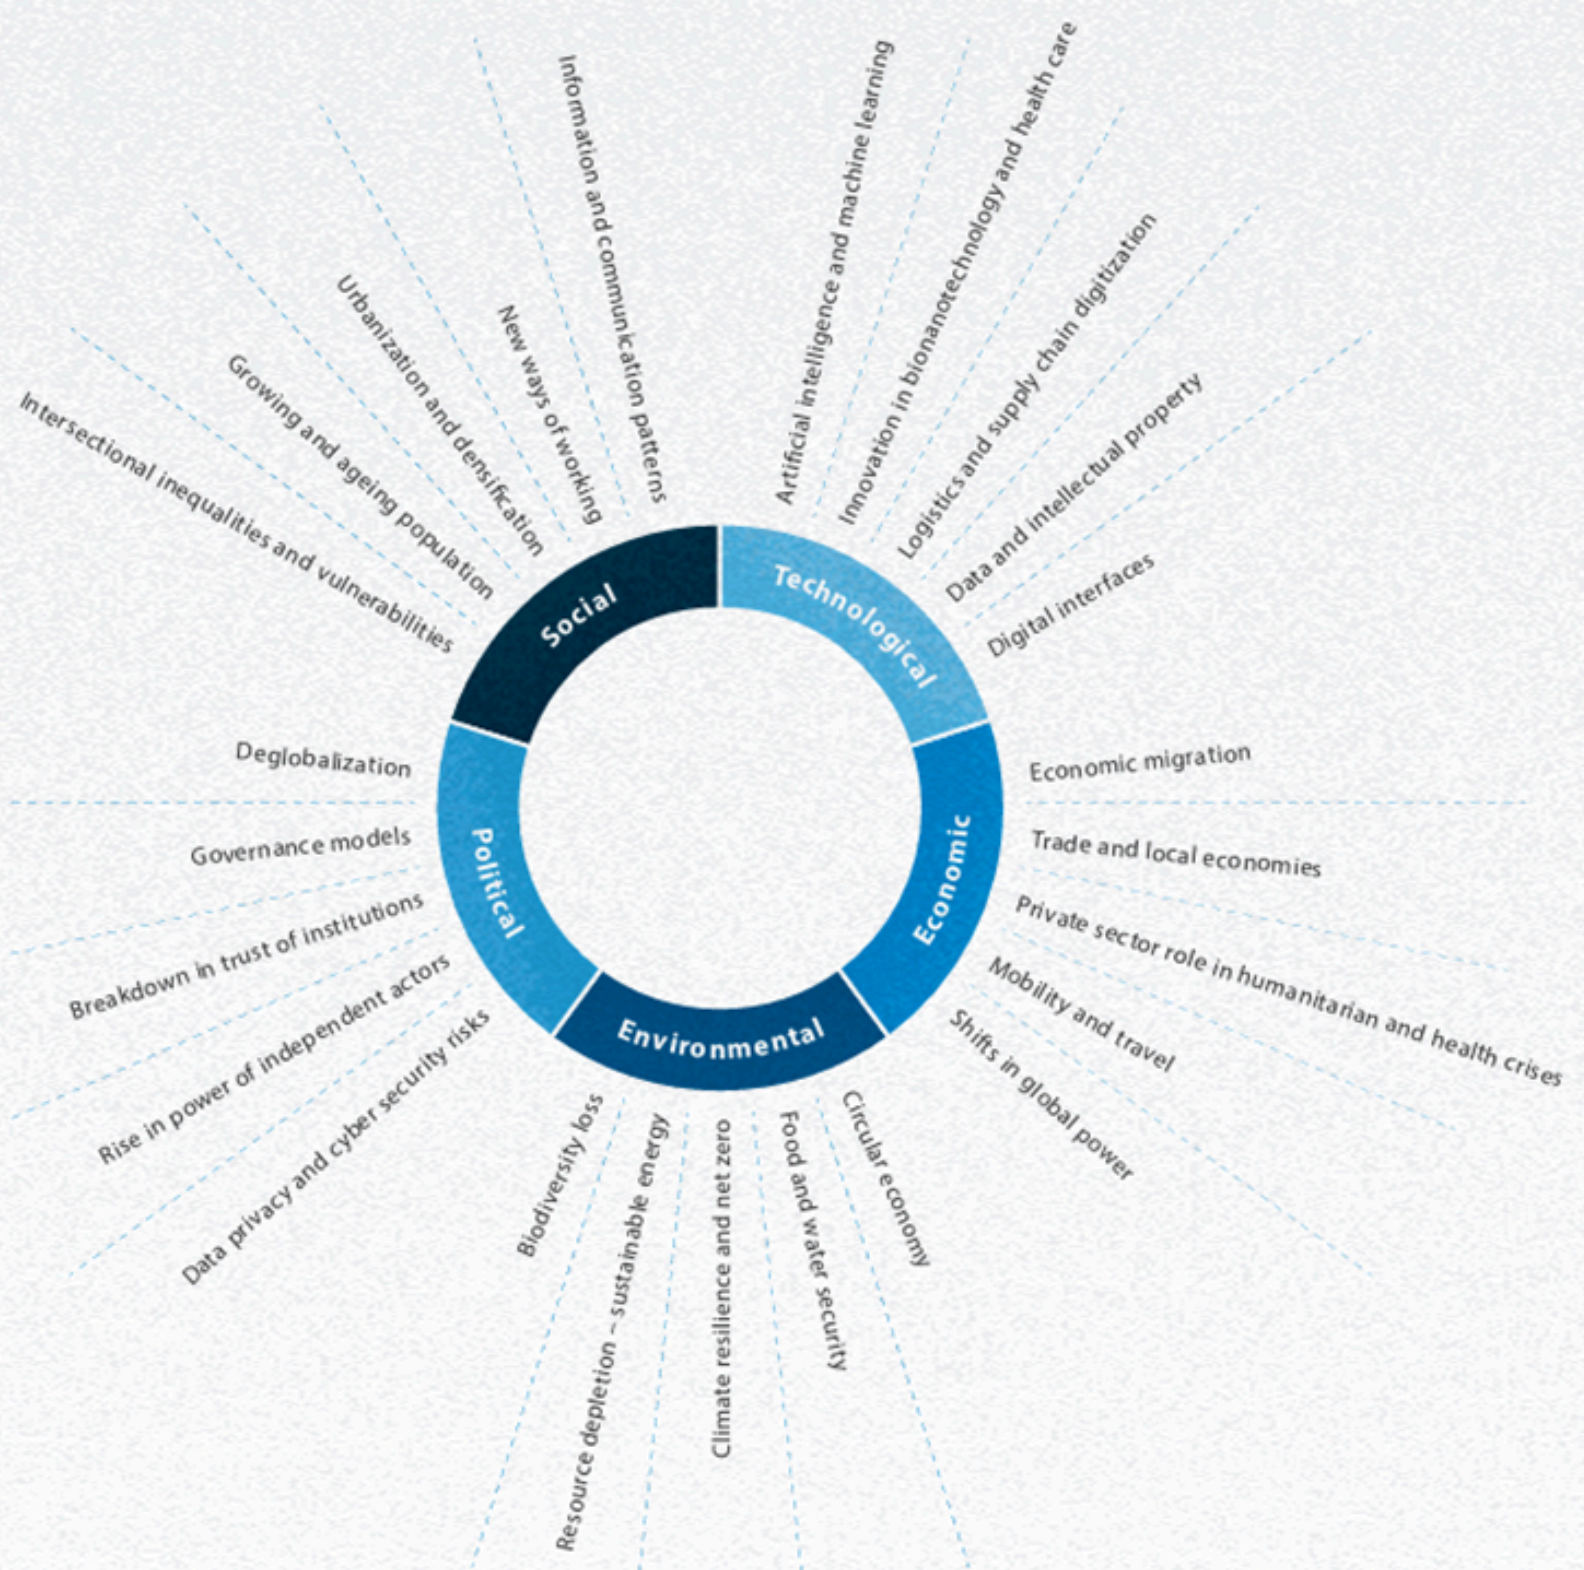 Technological
Artificial intelligence and machine learning
Innovation in bionanotechnology and health care
Logistics and supply chain digitization
Data and intellectual property
Digital interfaces
Economic
Economic migration
Trade and local economies
Private sector role in humanitarian and health crises
Mobility and travel
Shifts in global power
Environmental
Circular economy
Food and water security
Climate resilience and net zero
Resource depletion – sustainable energy
Biodiversity loss
Political
Data privacy and cyber security risks
Rise in power of independent actors
Breakdown in trust of institutions
Governance models
Deglobalization
Social
Intersectional inequalities and vulnerabilities
Growing and ageing population
Urbanization and densification
New ways of working
Information and communication patterns